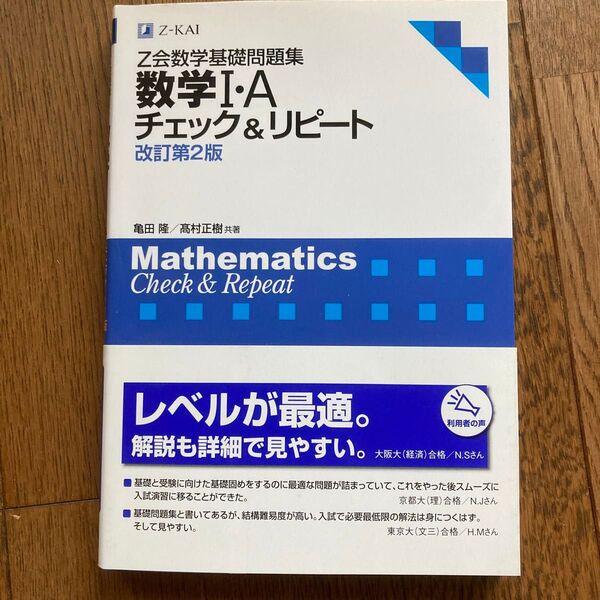 Z-KAI
Z会数学基礎問題集
数学I・A
チェック&リピート
改訂第2版
亀田 隆／髙村正樹 共著
Mathematics
Check & Repeat
レベルが最適。
解説も詳細で見やすい。 大阪大（経済）合格／N.Sさん
利用者の声
■ 基礎と受験に向けた基礎固めをするのに最適な問題が詰まっていて、これをやった後スムーズに
入試演習に移ることができた。
京都大（理）合格／N.Jさん
■ 基礎問題集と書いてあるが、結構難易度が高い。入試で必要最低限の解法は身につくはず。
そして見やすい。
東京大（文三）合格／H.Mさん